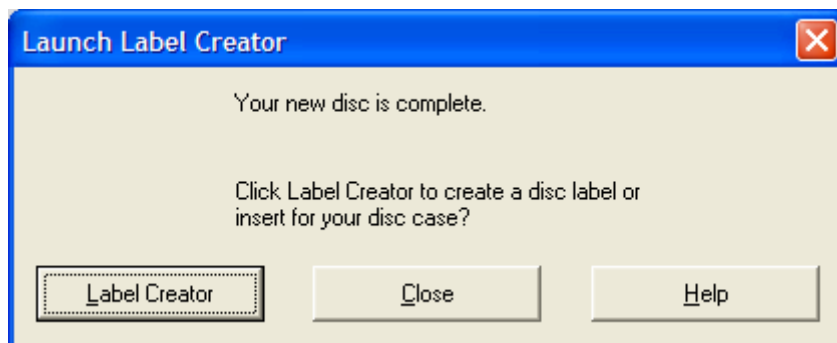 Launch Label Creator
Your new disc is complete.
Click Label Creator to create a disc label or
insert for your disc case?
Label Creator
Close
Help